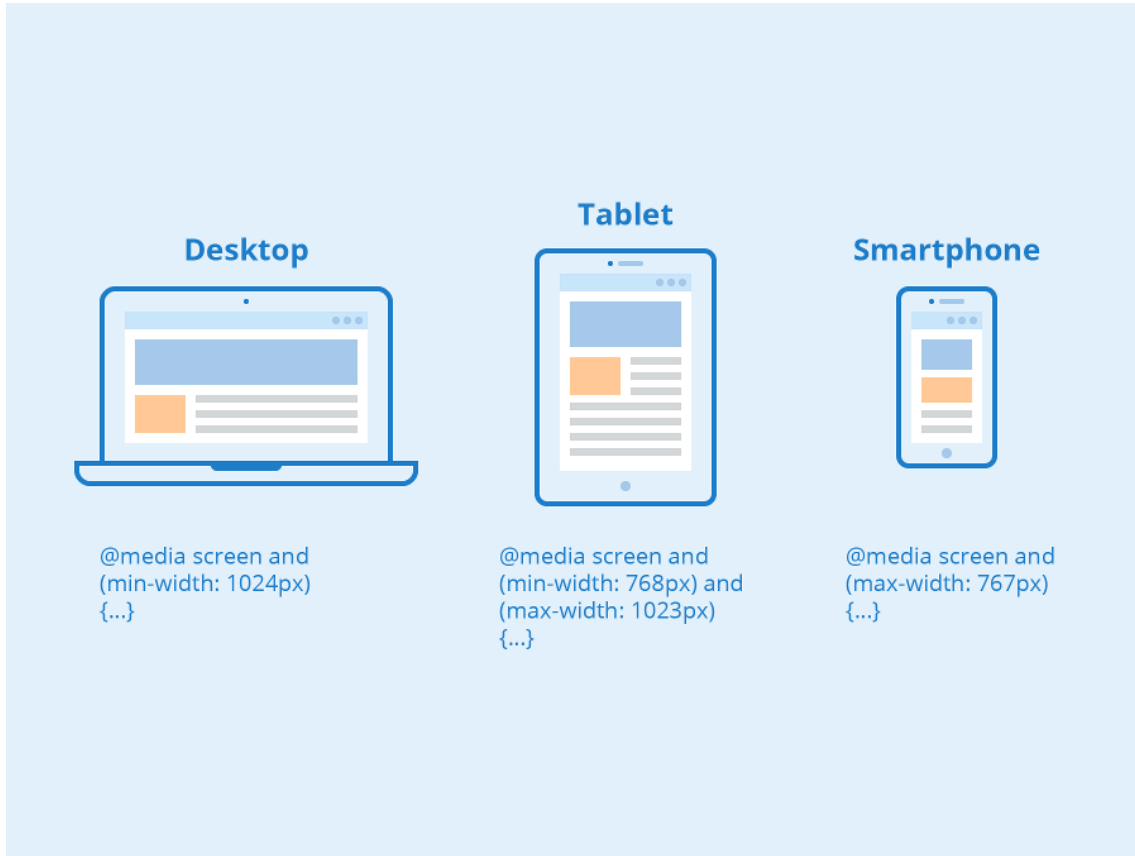 Desktop
@media screen and
(min-width: 1024px)
{...}
Tablet
@media screen and
(min-width: 768px) and
(max-width: 1023px)
{...}
Smartphone
@media screen and
(max-width: 767px)
{...}